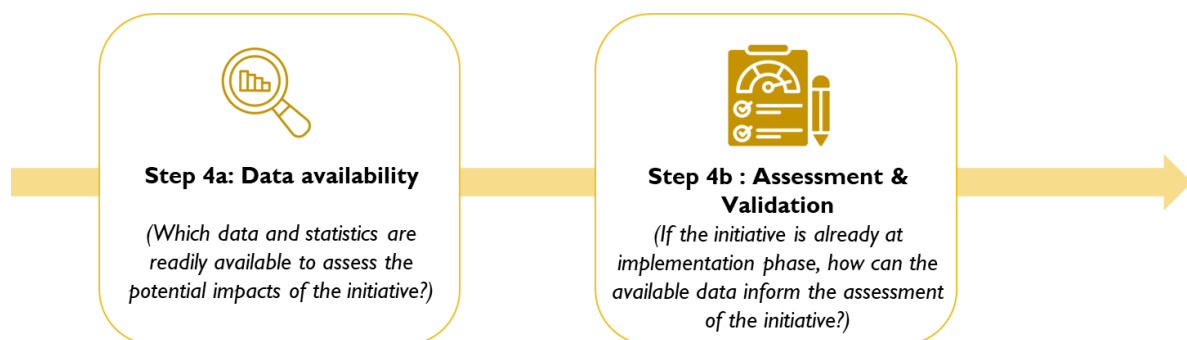 Step 4a: Data availability
(Which data and statistics are
readily available to assess the
potential impacts of the initiative?)
Step 4b : Assessment &
Validation
(If the initiative is already at
implementation phase, how can the
available data inform the assessment
of the initiative?)